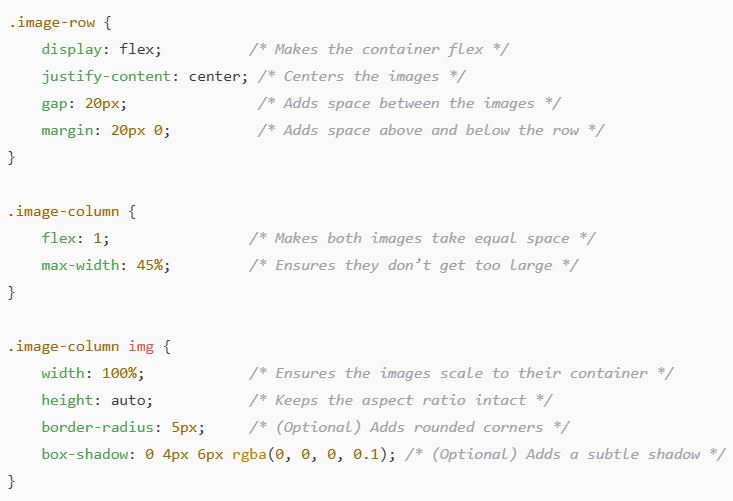 .image-row {
display: flex; /* Makes the container flex */
justify-content: center; /* Centers the images */
gap: 20px; /* Adds space between the images */
margin: 20px 0; /* Adds space above and below the row */
}
.image-column {
flex: 1; /* Makes both images take equal space */
max-width: 45%; /* Ensures they don’t get too large */
}
.image-column img {
width: 100%; /* Ensures the images scale to their container */
height: auto; /* Keeps the aspect ratio intact */
border-radius: 5px; /* (Optional) Adds rounded corners */
box-shadow: 0 4px 6px rgba(0, 0, 0, 0.1); /* (Optional) Adds a subtle shadow */
}